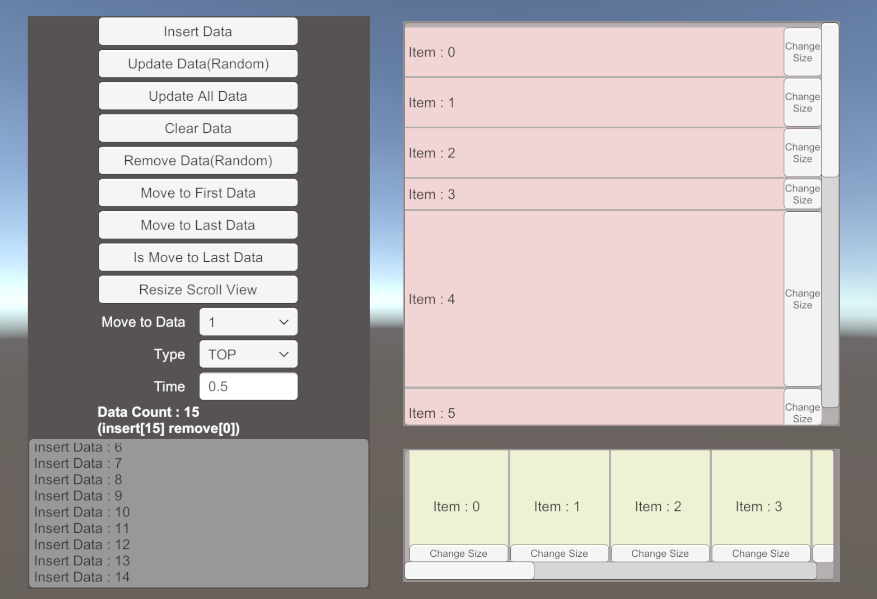 Insert Data
Update Data(Random)
Update All Data
Clear Data
Remove Data(Random)
Move to First Data
Move to Last Data
Is Move to Last Data
Resize Scroll View
Move to Data 1
Type TOP
Time 0.5
Data Count : 15
(insert[15] remove[0])
Insert Data : 6
Insert Data : 7
Insert Data : 8
Insert Data : 9
Insert Data : 10
Insert Data : 11
Insert Data : 12
Insert Data : 13
Insert Data : 14
Item : 0
Change
Size
Item : 1
Change
Size
Item : 2
Change
Size
Item : 3
Change
Size
Item : 4
Change
Size
Item : 5
Change
Size
Item : 0
Item : 1
Item : 2
Item : 3
Change Size
Change Size
Change Size
Change Size